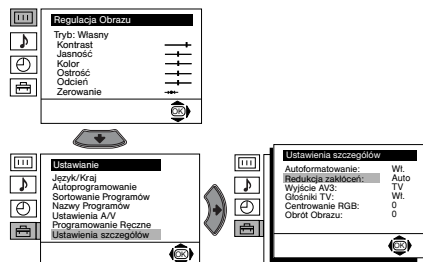 Regulacja Obrazu
Tryb: Własny
Kontrast
Jasność
Kolor
Ostrość
Odcień
Zerowanie
OK
Ustawianie
Język/Kraj
Autoprogramowanie
Sortowanie Programów
Nazwy Programów
Ustawienia A/V
Programowanie Ręczne
Ustawienia szczegółów
OK
Ustawienia szczegółów
Autoformatowanie: Wł.
Redukcja zakłóceń: Auto
Wyjście AV3: TV
Głośniki TV: Wł.
Centrowanie RGB: 0
Obrót Obrazu: 0
OK